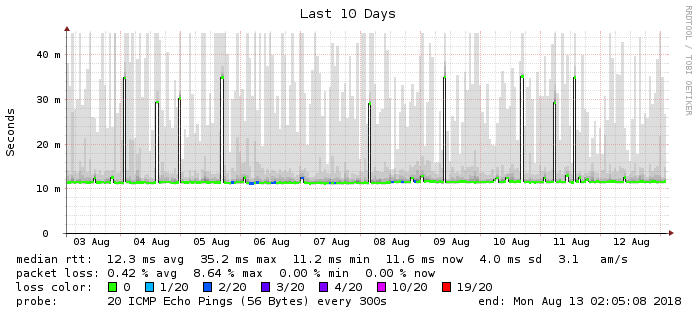 Last 10 Days
RRDTOOL / TOBI OETIKER
Seconds
40 m
30 m
20 m
10 m
0
03 Aug 04 Aug 05 Aug 06 Aug 07 Aug 08 Aug 09 Aug 10 Aug 11 Aug 12 Aug
median rtt: 12.3 ms avg 35.2 ms max 11.2 ms min 11.6 ms now 4.0 ms sd 3.1 am/s
packet loss: 0.42 % avg 8.64 % max 0.00 % min 0.00 % now
loss color: 0 1/20 2/20 3/20 4/20 10/20 19/20
probe: 20 ICMP Echo Pings (56 Bytes) every 300s end: Mon Aug 13 02:05:08 2018